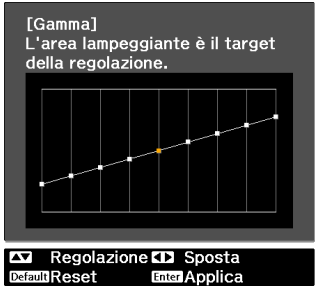 [Gamma]
L'area lampeggiante è il target
della regolazione.
Regolazione Sposta
Default Reset Enter Applica